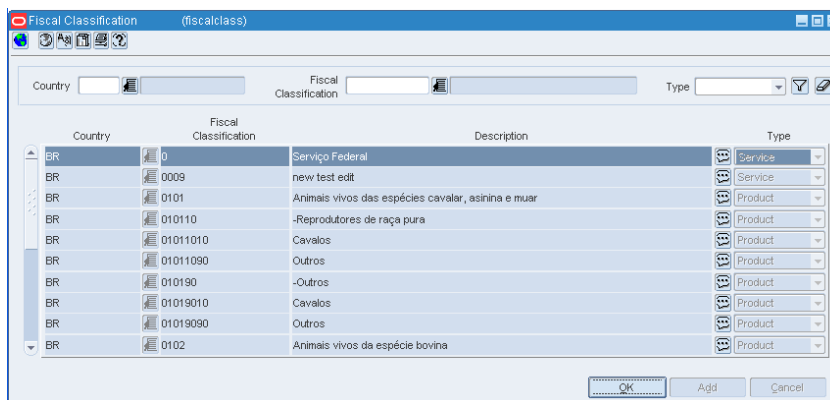 Fiscal Classification (fiscalclass)
Country Fiscal Classification Type
Country Fiscal Classification Description Type
BR 0 Serviço Federal Service
BR 0009 new test edit Service
BR 0101 Animais vivos das espécies cavalar, asinina e muar Product
BR 010110 -Reprodutores de raça pura Product
BR 01011010 Cavalos Product
BR 01011090 Outros Product
BR 010190 -Outros Product
BR 01019010 Cavalos Product
BR 01019090 Outros Product
BR 0102 Animais vivos da espécie bovina Product
OK Add Cancel